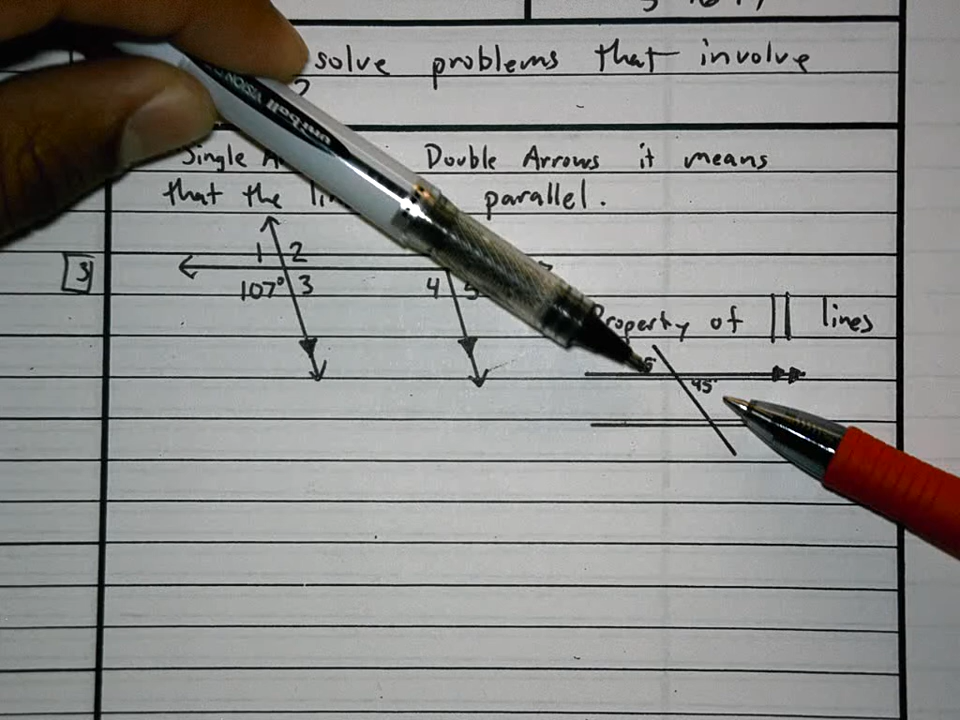 solve problems that involve
?
uni-ball VISION
Single Double Arrows it means
that the parallel.
1 2
3 107° 3 4 5
Property of || lines
45°